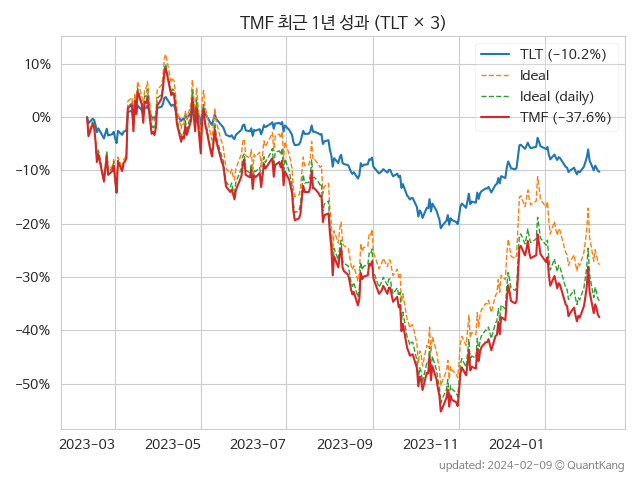 TMF 최근 1년 성과 (TLT × 3)
TLT (−10.2%)
Ideal
Ideal (daily)
TMF (−37.6%)
10%
0%
−10%
−20%
−30%
−40%
−50%
2023-03 2023-05 2023-07 2023-09 2023-11 2024-01
updated: 2024-02-09 © QuantKang